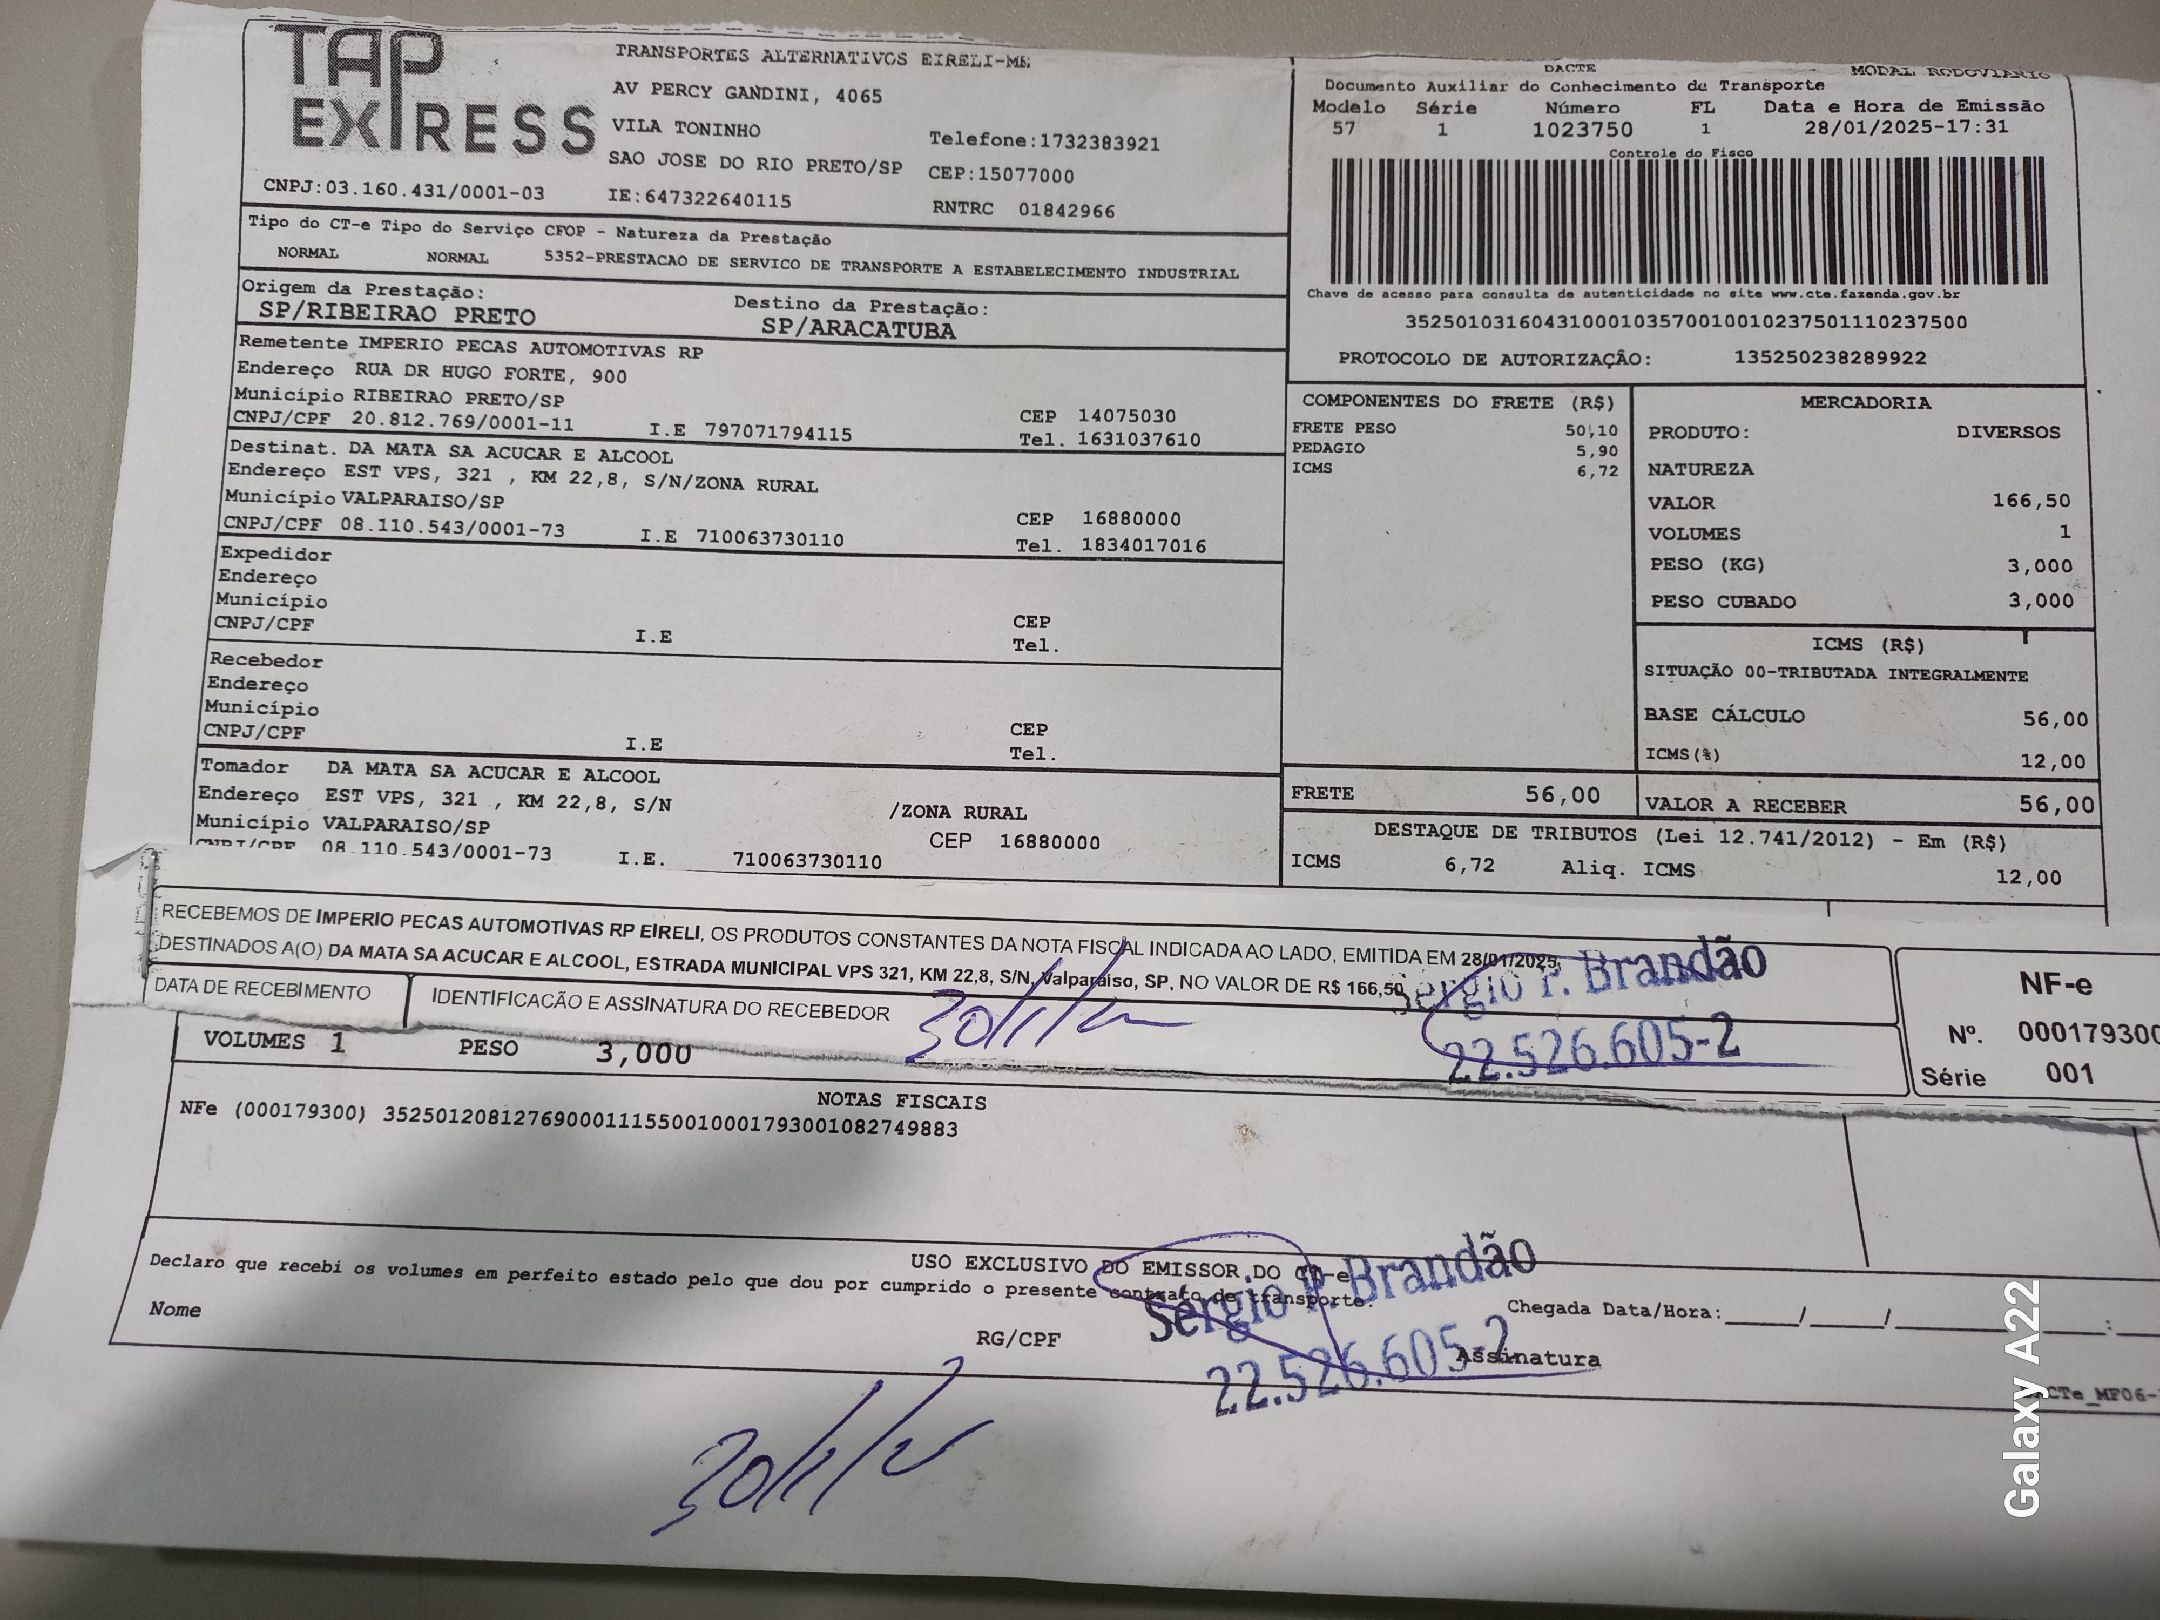 TAP EXPRESS
TRANSPORTES ALTERNATIVOS EIRELI-ME
AV PERCY GANDINI, 4065
VILA TONINHO
Telefone:1732383921
SAO JOSE DO RIO PRETO/SP CEP:15077000
CNPJ:03.160.431/0001-03 IE:647322640115 RNTRC 01842966
DACTE MODAL RODOVIARIO
Documento Auxiliar do Conhecimento de Transporte
Modelo Série Número FL Data e Hora de Emissão
57 1 1023750 1 28/01/2025-17:31
Controle do Fisco
Chave de acesso para consulta de autenticidade no site www.cte.fazenda.gov.br
35250103160431000103570010010237501110237500
PROTOCOLO DE AUTORIZAÇÃO: 135250238289922
Tipo do CT-e Tipo do Serviço CFOP - Natureza da Prestação
NORMAL NORMAL 5352-PRESTACAO DE SERVICO DE TRANSPORTE A ESTABELECIMENTO INDUSTRIAL
Origem da Prestação: Destino da Prestação:
SP/RIBEIRAO PRETO SP/ARACATUBA
Remetente IMPERIO PECAS AUTOMOTIVAS RP
Endereço RUA DR HUGO FORTE, 900
Município RIBEIRAO PRETO/SP CEP 14075030
CNPJ/CPF 20.812.769/0001-11 I.E 797071794115 Tel. 1631037610
Destinat. DA MATA SA ACUCAR E ALCOOL
Endereço EST VPS, 321 , KM 22,8, S/N/ZONA RURAL
Município VALPARAISO/SP CEP 16880000
CNPJ/CPF 08.110.543/0001-73 I.E 710063730110 Tel. 1834017016
Expedidor
Endereço
Município CEP
CNPJ/CPF I.E Tel.
Recebedor
Endereço
Município CEP
CNPJ/CPF I.E Tel.
Tomador DA MATA SA ACUCAR E ALCOOL
Endereço EST VPS, 321 , KM 22,8, S/N /ZONA RURAL
Município VALPARAISO/SP CEP 16880000
CNPJ/CPF 08.110.543/0001-73 I.E. 710063730110
COMPONENTES DO FRETE (R$)
FRETE PESO 50,10
PEDAGIO 5,90
ICMS 6,72
MERCADORIA
PRODUTO: DIVERSOS
NATUREZA
VALOR 166,50
VOLUMES 1
PESO (KG) 3,000
PESO CUBADO 3,000
ICMS (R$)
SITUAÇÃO 00-TRIBUTADA INTEGRALMENTE
BASE CÁLCULO 56,00
ICMS(%) 12,00
FRETE 56,00 VALOR A RECEBER 56,00
DESTAQUE DE TRIBUTOS (Lei 12.741/2012) - Em (R$)
ICMS 6,72 Aliq. ICMS 12,00
RECEBEMOS DE IMPERIO PECAS AUTOMOTIVAS RP EIRELI, OS PRODUTOS CONSTANTES DA NOTA FISCAL INDICADA AO LADO, EMITIDA EM 28/01/2025,
DESTINADOS A(O) DA MATA SA ACUCAR E ALCOOL, ESTRADA MUNICIPAL VPS 321, KM 22,8, S/N, Valparaiso, SP, NO VALOR DE R$ 166,50
DATA DE RECEBIMENTO IDENTIFICAÇÃO E ASSINATURA DO RECEBEDOR
Sergio P. Brandão
22.526.605-2
NF-e
Nº. 000179300
Série 001
VOLUMES 1 PESO 3,000
NOTAS FISCAIS
NFe (000179300) 35250120812769000111550010001793001082749883
USO EXCLUSIVO DO EMISSOR DO CT-e
Declaro que recebi os volumes em perfeito estado pelo que dou por cumprido o presente contrato de transporte.
Nome RG/CPF Assinatura Chegada Data/Hora:____/____/____ ____:
Sérgio P. Brandão
22.526.605-2
Galaxy A22